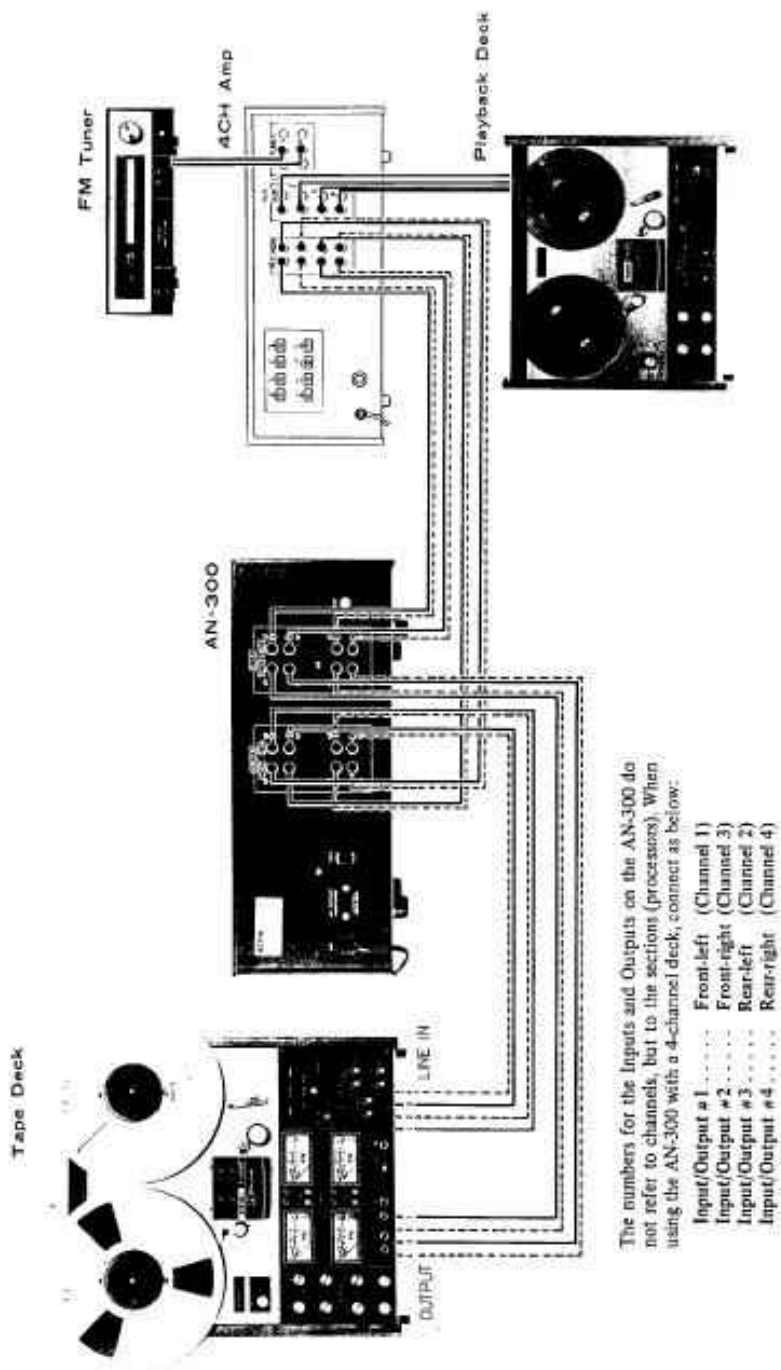 Tape Deck
AN-300
FM Tuner
4CH Amp
Playback Deck
OUTPUT
LINE IN
The numbers for the Inputs and Outputs on the AN-300 do
not refer to channels, but to the sections (processors). When
using the AN-300 with a 4-channel deck, connect as below:
Input/Output #1 . . . . . Front-left (Channel 1)
Input/Output #2 . . . . . Front-right (Channel 3)
Input/Output #3 . . . . . Rear-left (Channel 2)
Input/Output #4 . . . . . Rear-right (Channel 4)